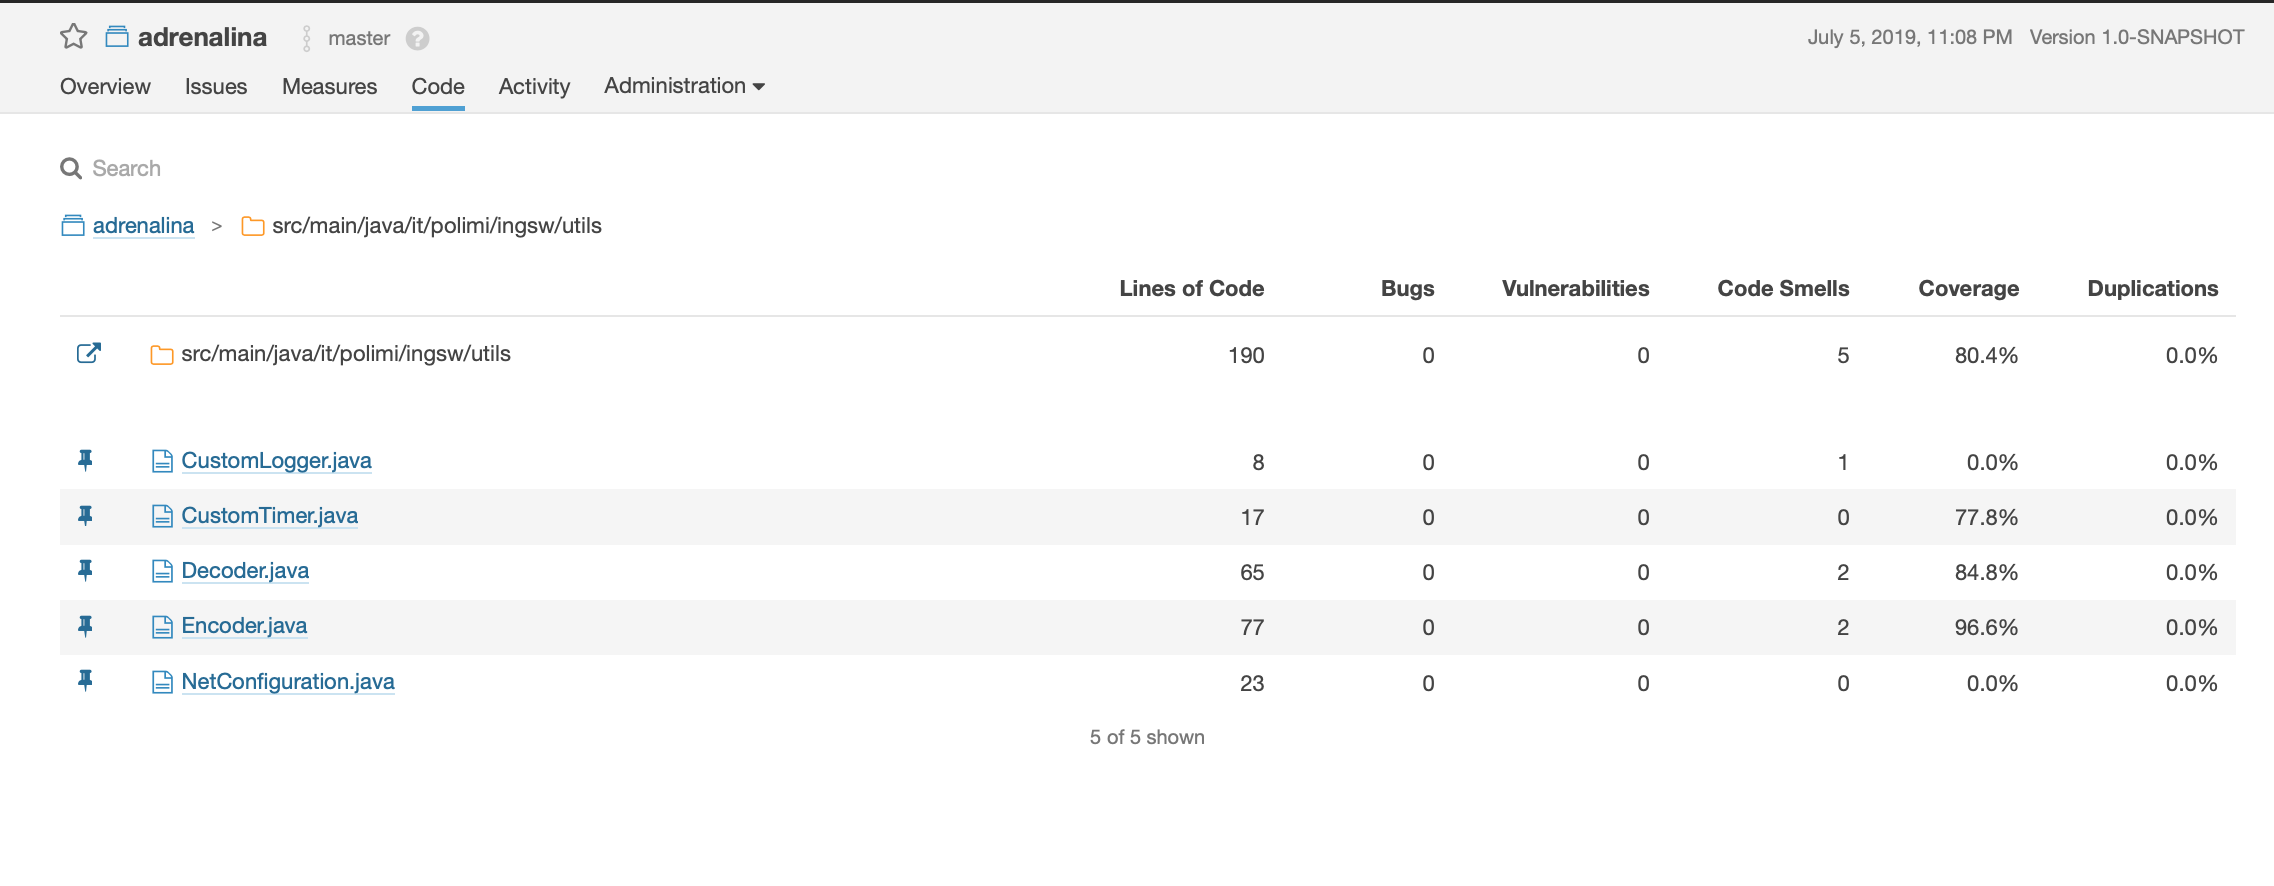 adrenalina master ? July 5, 2019, 11:08 PM Version 1.0-SNAPSHOT
Overview Issues Measures Code Activity Administration
Search
adrenalina > src/main/java/it/polimi/ingsw/utils
Lines of Code Bugs Vulnerabilities Code Smells Coverage Duplications
src/main/java/it/polimi/ingsw/utils 190 0 0 5 80.4% 0.0%
CustomLogger.java 8 0 0 1 0.0% 0.0%
CustomTimer.java 17 0 0 0 77.8% 0.0%
Decoder.java 65 0 0 2 84.8% 0.0%
Encoder.java 77 0 0 2 96.6% 0.0%
NetConfiguration.java 23 0 0 0 0.0% 0.0%
5 of 5 shown